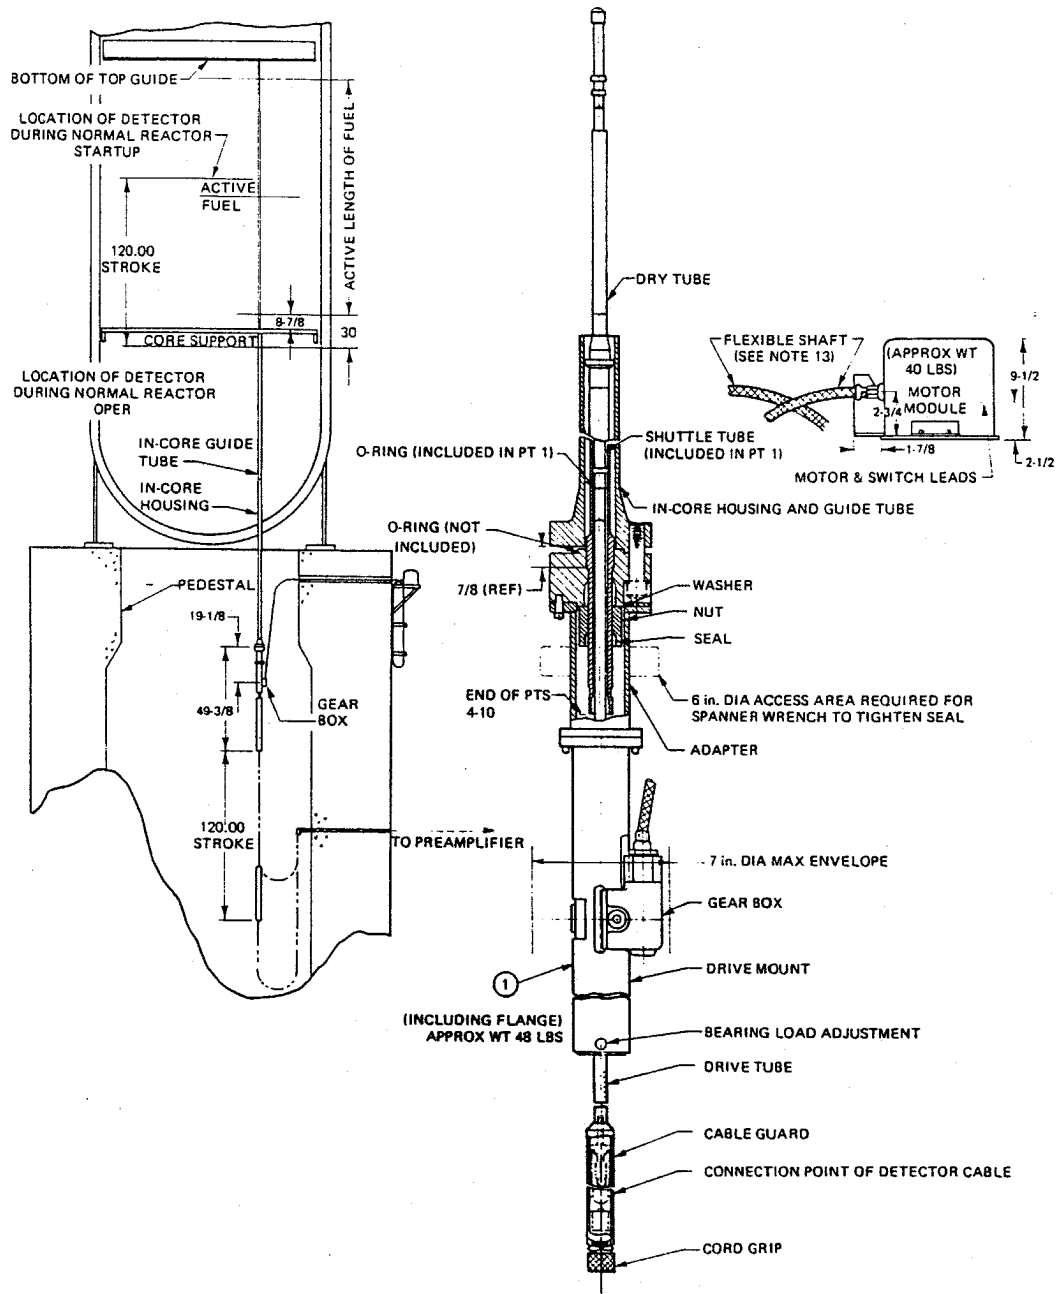 BOTTOM OF TOP GUIDE
LOCATION OF DETECTOR
DURING NORMAL REACTOR
STARTUP
ACTIVE
FUEL
ACTIVE LENGTH OF FUEL
120.00
STROKE
8-7/8
30
CORE SUPPORT
LOCATION OF DETECTOR
DURING NORMAL REACTOR
OPER
IN-CORE GUIDE
TUBE
IN-CORE
HOUSING
PEDESTAL
19-1/8
49-3/8
GEAR
BOX
120.00
STROKE
TO PREAMPLIFIER
DRY TUBE
FLEXIBLE SHAFT
(SEE NOTE 13)
(APPROX WT
40 LBS)
MOTOR
MODULE
9-1/2
2-3/4
1-7/8
2-1/2
MOTOR & SWITCH LEADS
O-RING (INCLUDED IN PT 1)
SHUTTLE TUBE
(INCLUDED IN PT 1)
IN-CORE HOUSING AND GUIDE TUBE
O-RING (NOT
INCLUDED)
7/8 (REF)
WASHER
NUT
SEAL
END OF PTS
4-10
6 in. DIA ACCESS AREA REQUIRED FOR
SPANNER WRENCH TO TIGHTEN SEAL
ADAPTER
7 in. DIA MAX ENVELOPE
GEAR BOX
1
DRIVE MOUNT
(INCLUDING FLANGE)
APPROX WT 48 LBS
BEARING LOAD ADJUSTMENT
DRIVE TUBE
CABLE GUARD
CONNECTION POINT OF DETECTOR CABLE
CORD GRIP